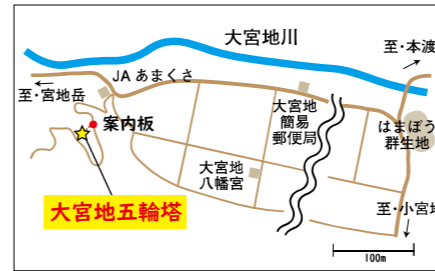 大宮地川
至・本渡
JA あまくさ
至・宮地岳
案内板
大宮地
簡易
郵便局
はまぼう
群生地
大宮地
八幡宮
大宮地五輪塔
至・小宮地
100m